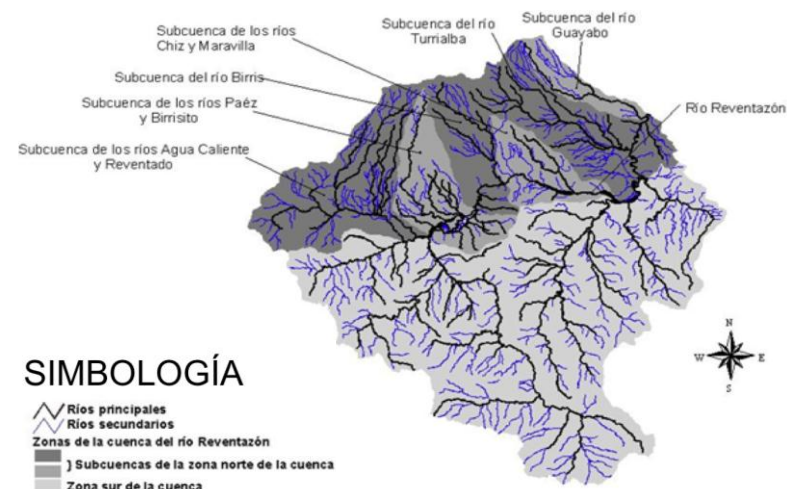 Subcuenca de los ríos
Chiz y Maravilla
Subcuenca del río
Turrialba
Subcuenca del río
Guayabo
Subcuenca del río Birris
Subcuenca de los ríos Paéz
y Birrisito
Río Reventazón
Subcuenca de los ríos Agua Caliente
y Reventado
N
W
E
S
SIMBOLOGÍA
Ríos principales
Ríos secundarios
Zonas de la cuenca del río Reventazón
) Subcuencas de la zona norte de la cuenca
Zona sur de la cuenca